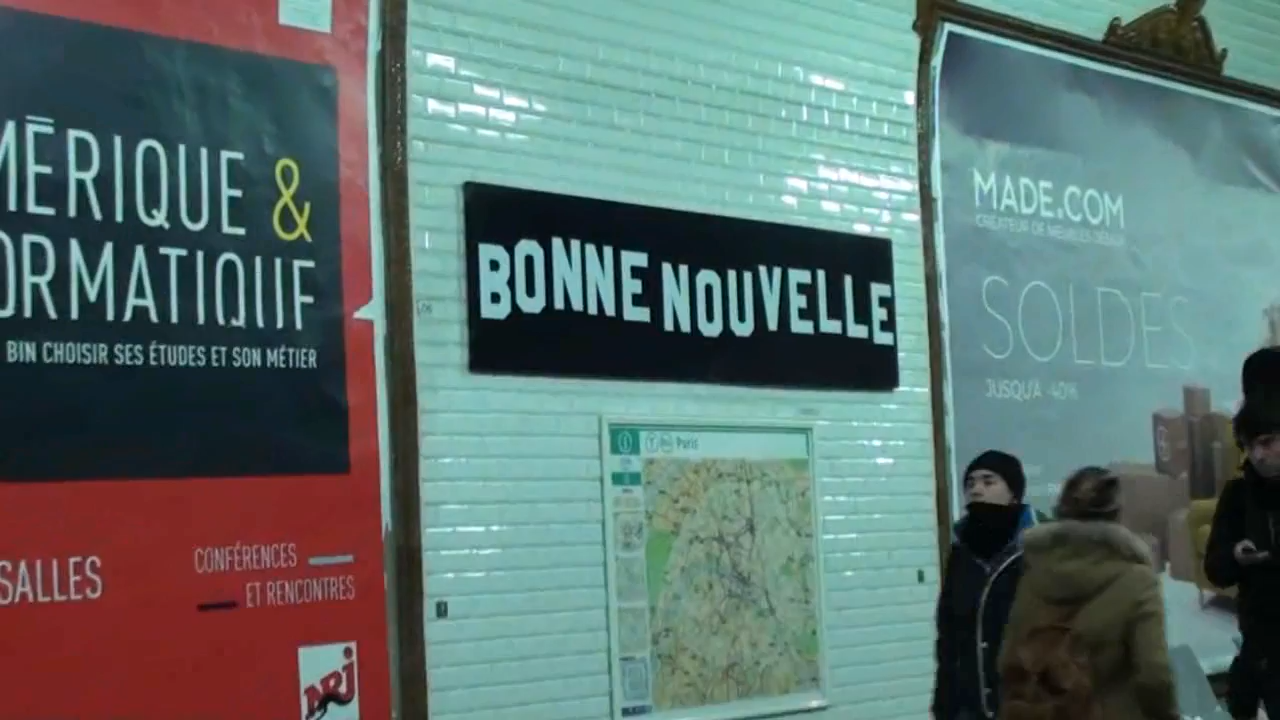 MÉRIQUE &
ORMATIQUE
BIN CHOISIR SES ÉTUDES ET SON MÉTIER
SALLES
CONFÉRENCES
ET RENCONTRES
NRJ
BONNE NOUVELLE
Paris
MADE.COM
CRÉATEUR DE MEUBLES DESIGN
SOLDES
JUSQU'À -40%